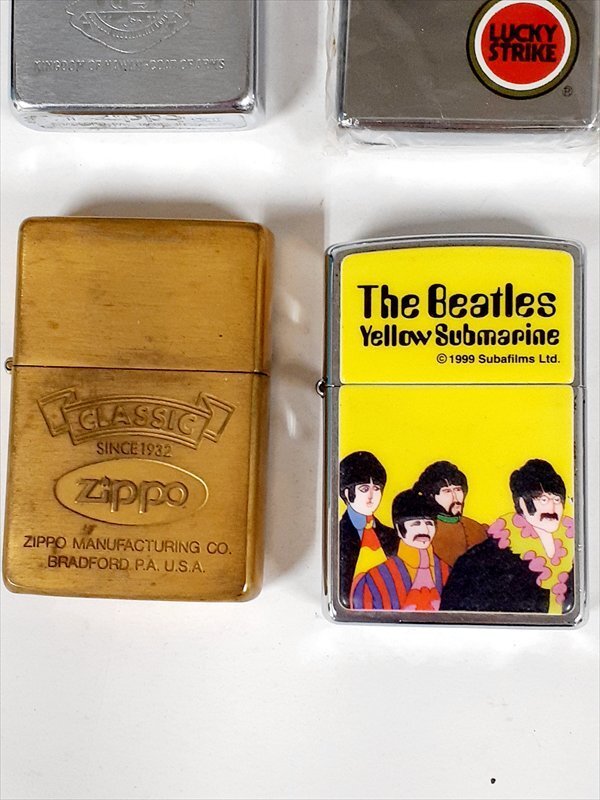 KINGDOM OF HAWAII-COAT OF ARMS
LUCKY
STRIKE
®
CLASSIC
SINCE 1932
zippo
ZIPPO MANUFACTURING CO.
BRADFORD P.A. U.S.A.
The Beatles
Yellow Submarine
© 1999 Subafilms Ltd.